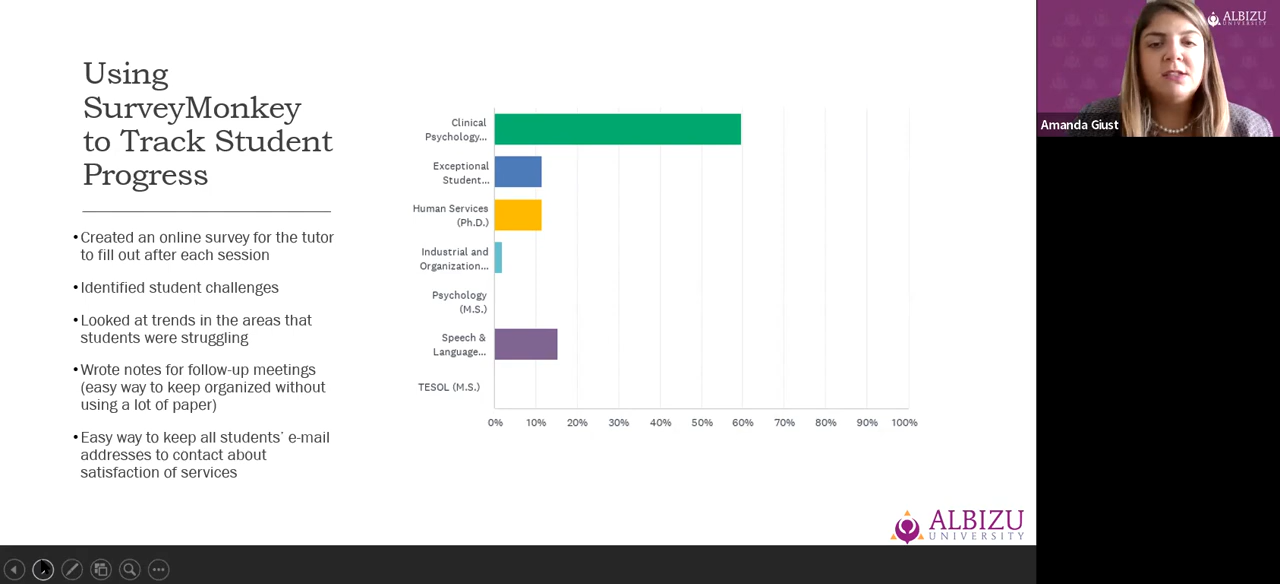 Using
SurveyMonkey
to Track Student
Progress
•Created an online survey for the tutor
to fill out after each session
•Identified student challenges
•Looked at trends in the areas that
students were struggling
•Wrote notes for follow-up meetings
(easy way to keep organized without
using a lot of paper)
•Easy way to keep all students' e-mail
addresses to contact about
satisfaction of services
Clinical
Psychology...
Exceptional
Student...
Human Services
(Ph.D.)
Industrial and
Organization...
Psychology
(M.S.)
Speech &
Language...
TESOL (M.S.)
0% 10% 20% 30% 40% 50% 60% 70% 80% 90% 100%
ALBIZU
UNIVERSITY
ALBIZU
UNIVERSITY
Amanda Giust